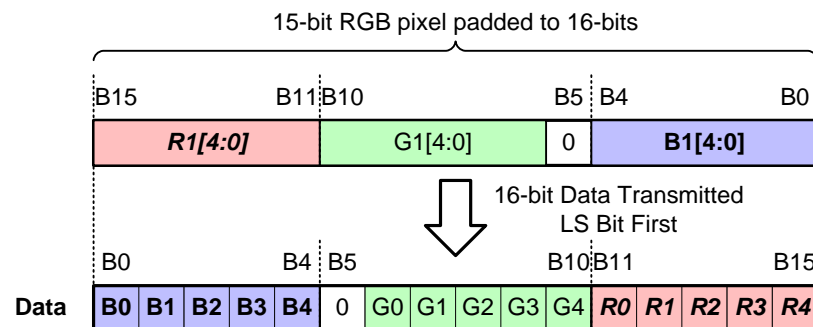 15-bit RGB pixel padded to 16-bits
B15 B11 B10 B5 B4 B0
R1[4:0] G1[4:0] 0 B1[4:0]
16-bit Data Transmitted
LS Bit First
B0 B4 B5 B10 B11 B15
Data B0 B1 B2 B3 B4 0 G0 G1 G2 G3 G4 R0 R1 R2 R3 R4